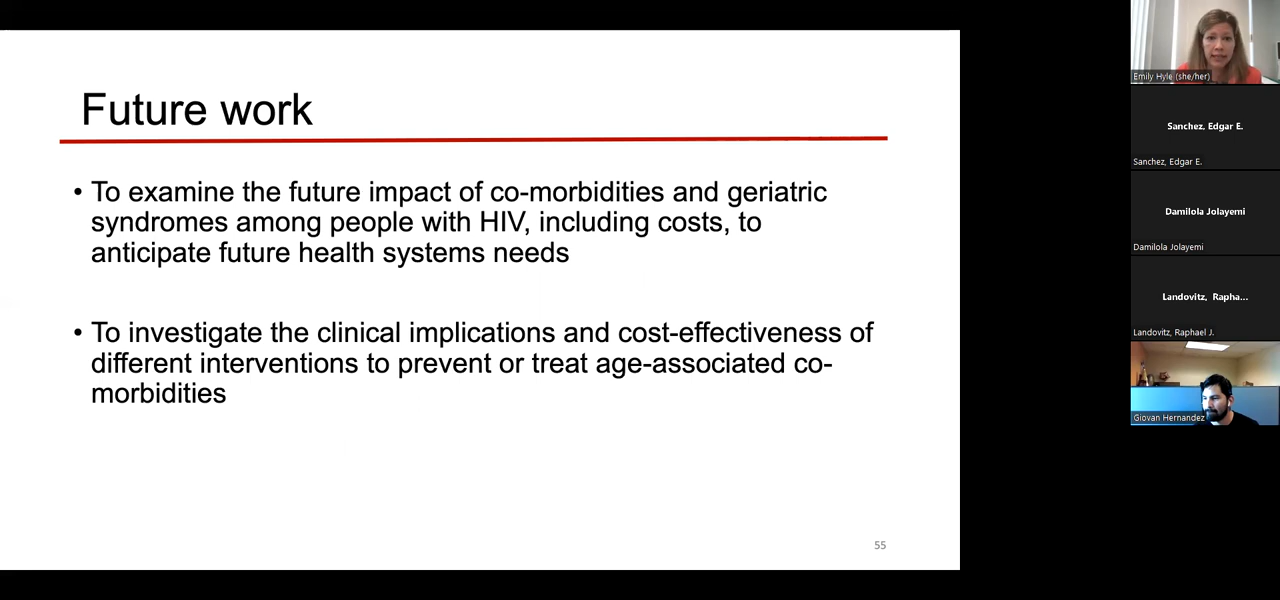 Future work
• To examine the future impact of co-morbidities and geriatric
syndromes among people with HIV, including costs, to
anticipate future health systems needs
• To investigate the clinical implications and cost-effectiveness of
different interventions to prevent or treat age-associated co-
morbidities
55
Emily Hyle (she/her)
Sanchez, Edgar E.
Sanchez, Edgar E.
Damilola Jolayemi
Damilola Jolayemi
Landovitz, Rapha...
Landovitz, Raphael J.
Giovan Hernandez